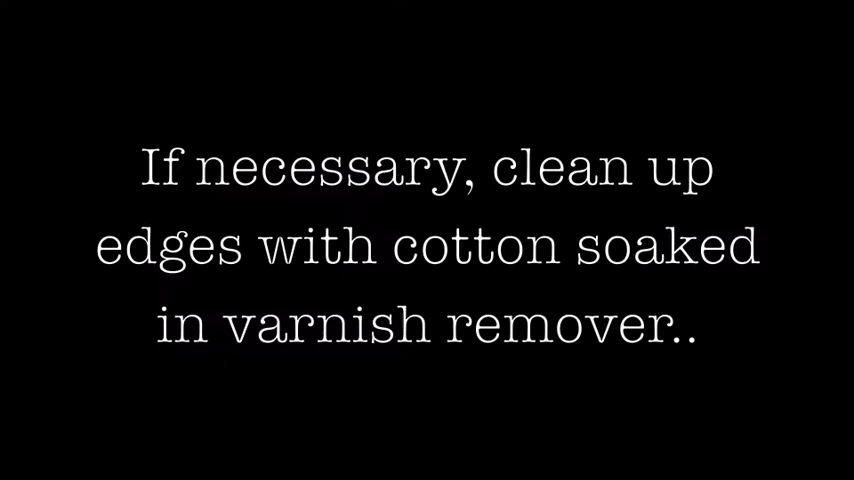 If necessary, clean up
edges with cotton soaked
in varnish remover..